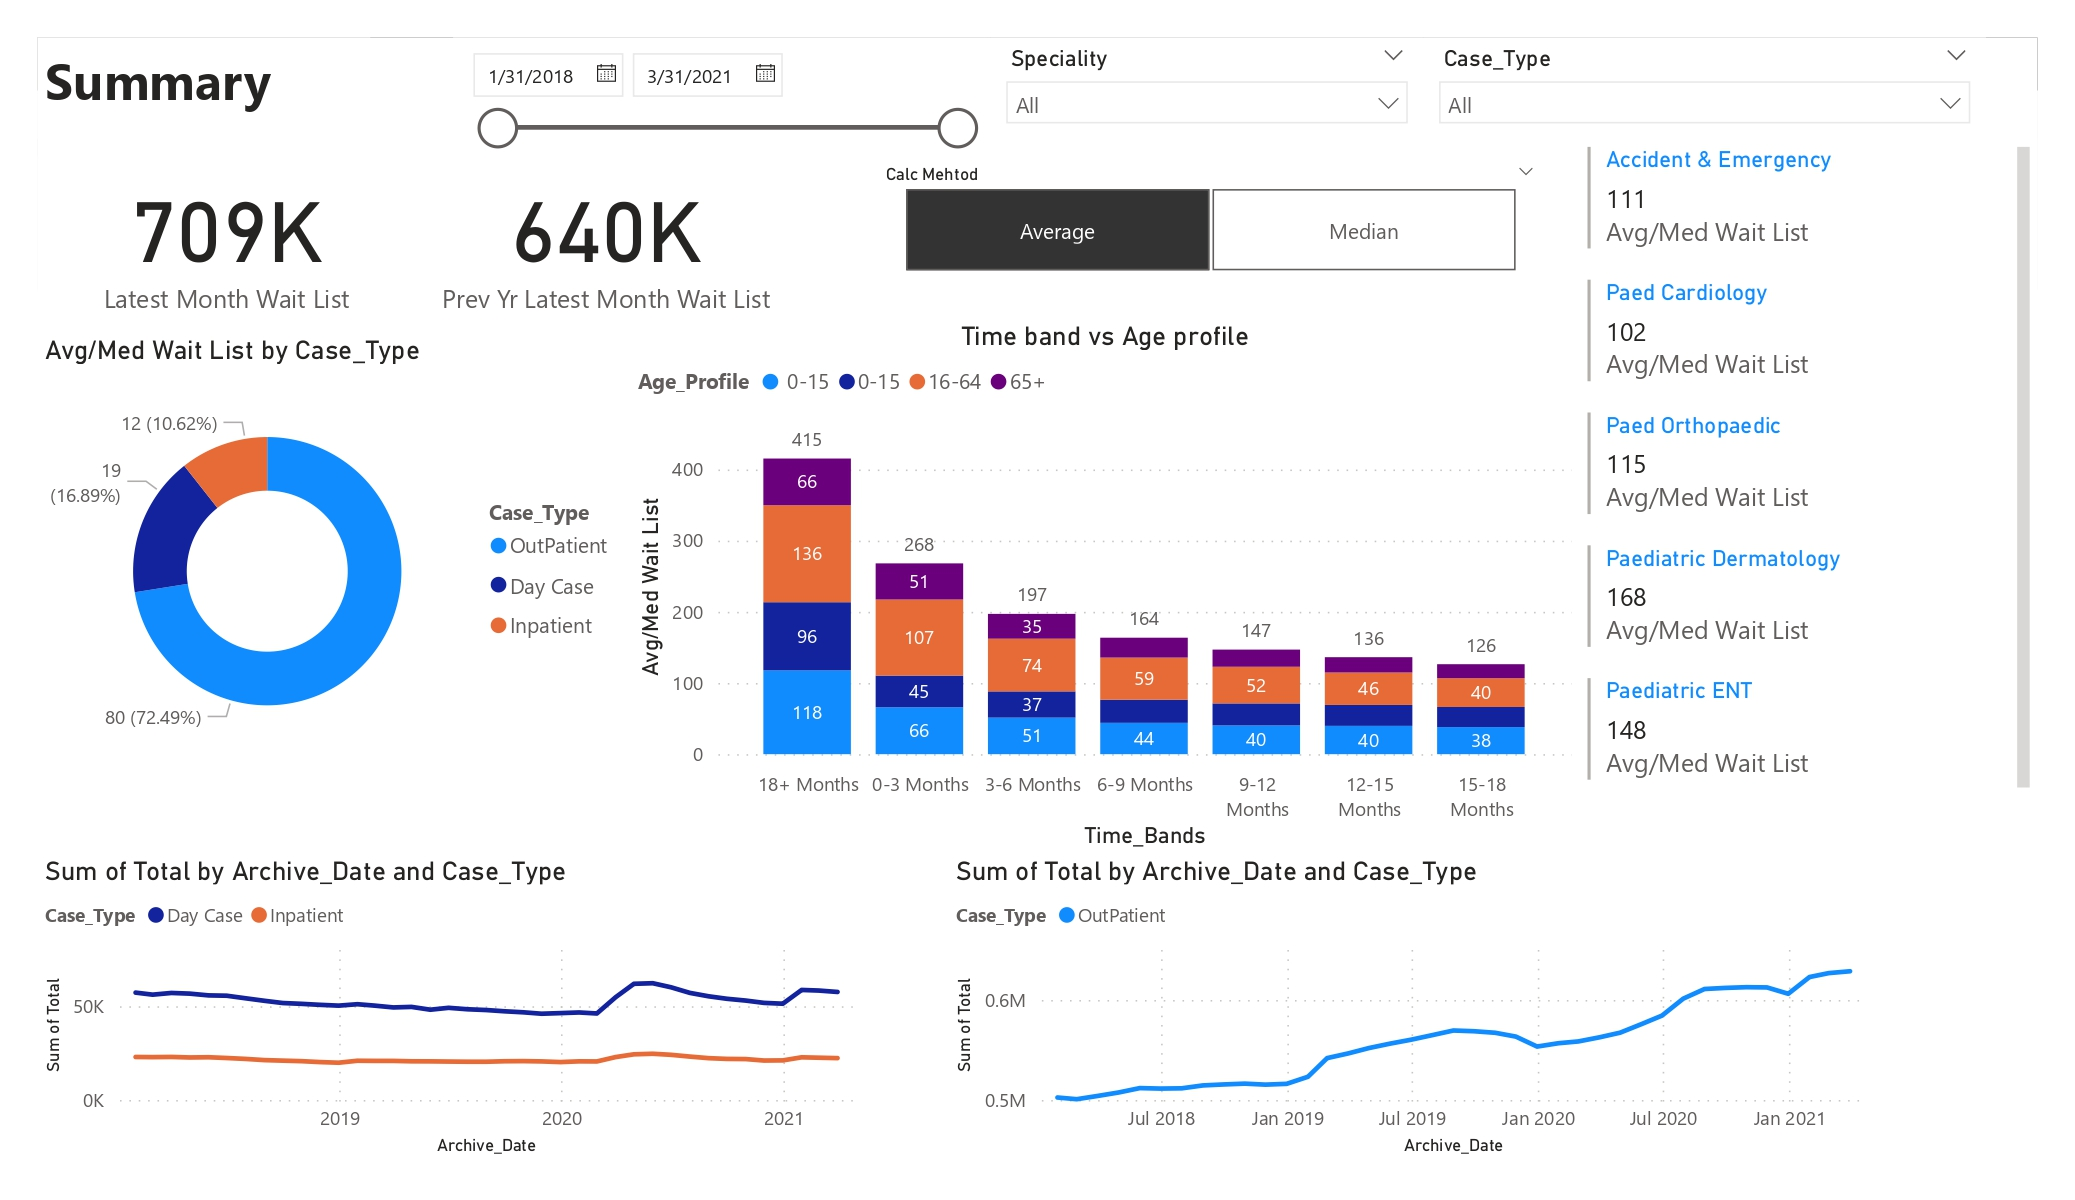 Summary
1/31/2018
3/31/2021
Speciality
All
Case_Type
All
709K
Latest Month Wait List
640K
Prev Yr Latest Month Wait List
Calc Mehtod
Average
Median
Accident & Emergency
111
Avg/Med Wait List
Paed Cardiology
102
Avg/Med Wait List
Paed Orthopaedic
115
Avg/Med Wait List
Paediatric Dermatology
168
Avg/Med Wait List
Paediatric ENT
148
Avg/Med Wait List
Avg/Med Wait List by Case_Type
12 (10.62%)
19
(16.89%)
80 (72.49%)
Case_Type
OutPatient
Day Case
Inpatient
Time band vs Age profile
Age_Profile 0-15 0-15 16-64 65+
Avg/Med Wait List
400
300
200
100
0
415
66
136
96
118
268
51
107
45
66
197
35
74
37
51
164
59
44
147
52
40
136
46
40
126
40
38
18+ Months
0-3 Months
3-6 Months
6-9 Months
9-12
Months
12-15
Months
15-18
Months
Time_Bands
Sum of Total by Archive_Date and Case_Type
Case_Type Day Case Inpatient
Sum of Total
50K
0K
2019
2020
2021
Archive_Date
Sum of Total by Archive_Date and Case_Type
Case_Type OutPatient
Sum of Total
0.6M
0.5M
Jul 2018
Jan 2019
Jul 2019
Jan 2020
Jul 2020
Jan 2021
Archive_Date